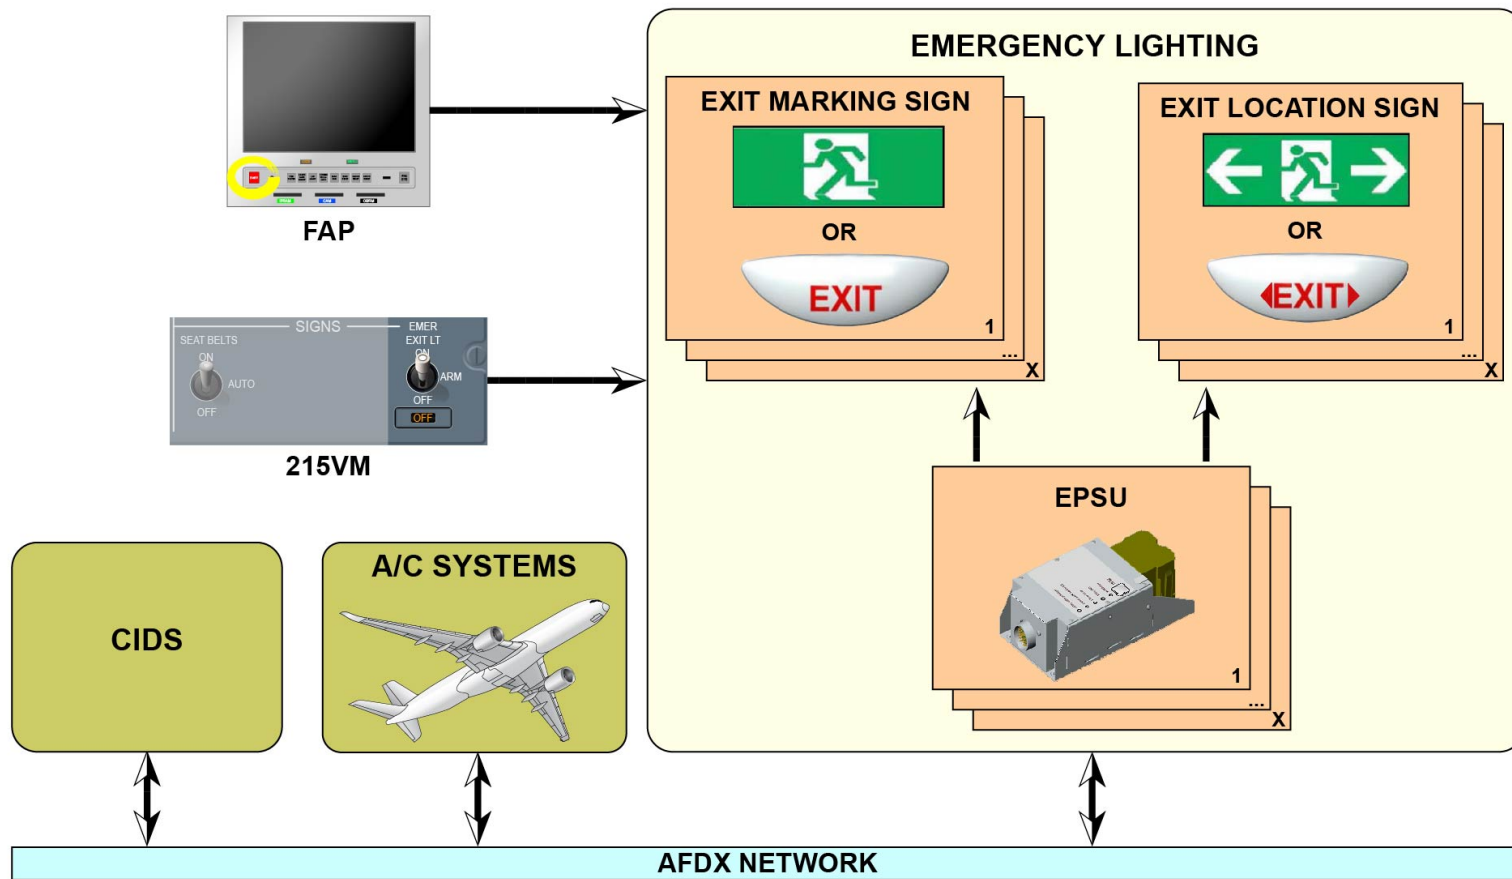 EMERGENCY LIGHTING
EXIT MARKING SIGN
OR
EXIT
1
...
X
EXIT LOCATION SIGN
OR
EXIT
1
...
X
FAP
SIGNS
SEAT BELTS
ON
AUTO
OFF
EMER
EXIT LT
ON
ARM
OFF
OFF
215VM
EPSU
1
...
X
CIDS
A/C SYSTEMS
AFDX NETWORK